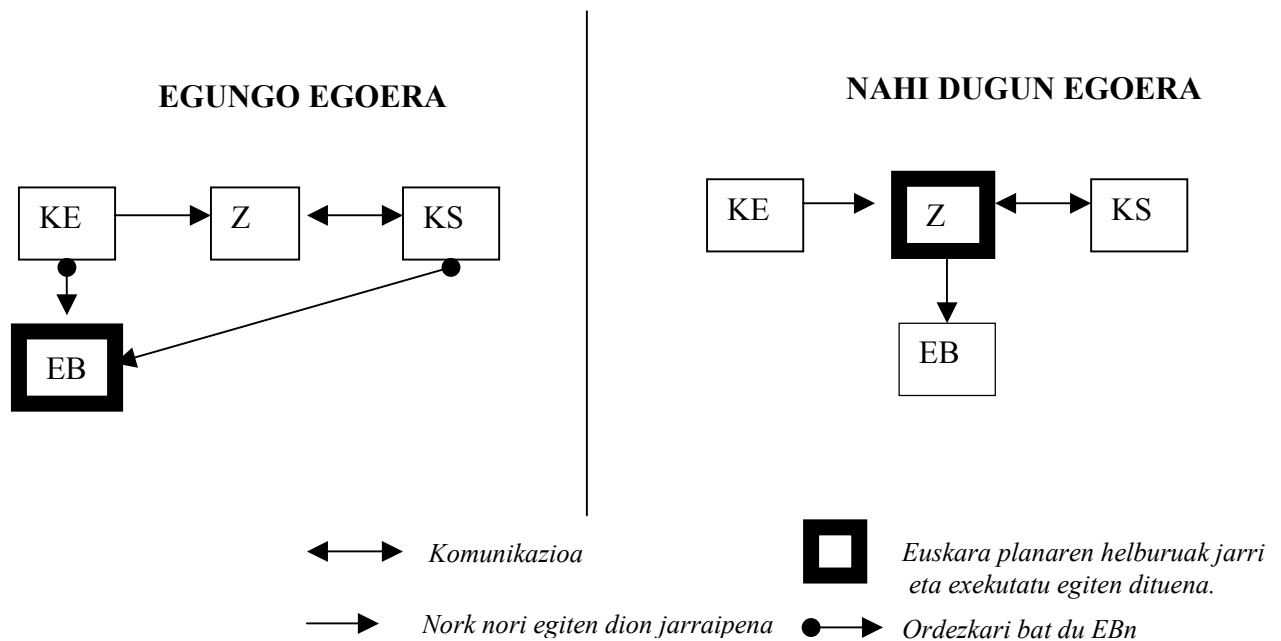 EGUNGO EGOERA
KE
Z
KS
EB
NAHI DUGUN EGOERA
KE
Z
KS
EB
Komunikazioa
Nork nori egiten dion jarraipena
Euskara planaren helburuak jarri
eta exekutatu egiten dituena.
Ordezkari bat du EBn